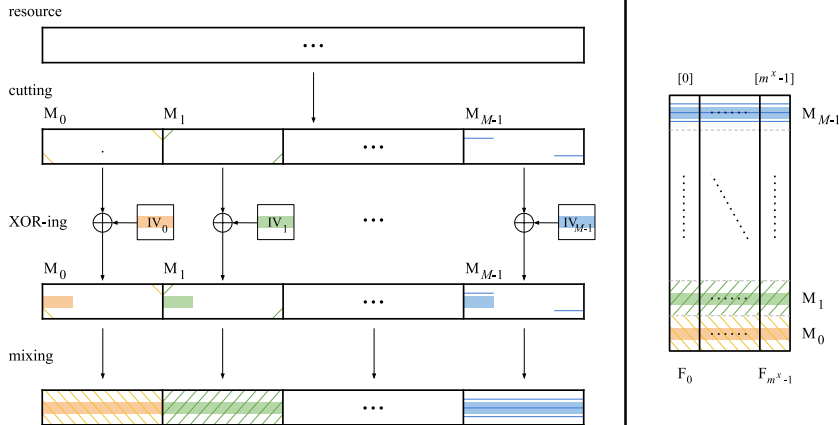 resource
...
cutting
M0 M1 MM-1
...
XOR-ing
IV0 IV1 ... IVM-1
M0 M1 MM-1
...
mixing
...
[0] [m^x-1]
...... MM-1
...... M1
...... M0
F0 Fm^x-1